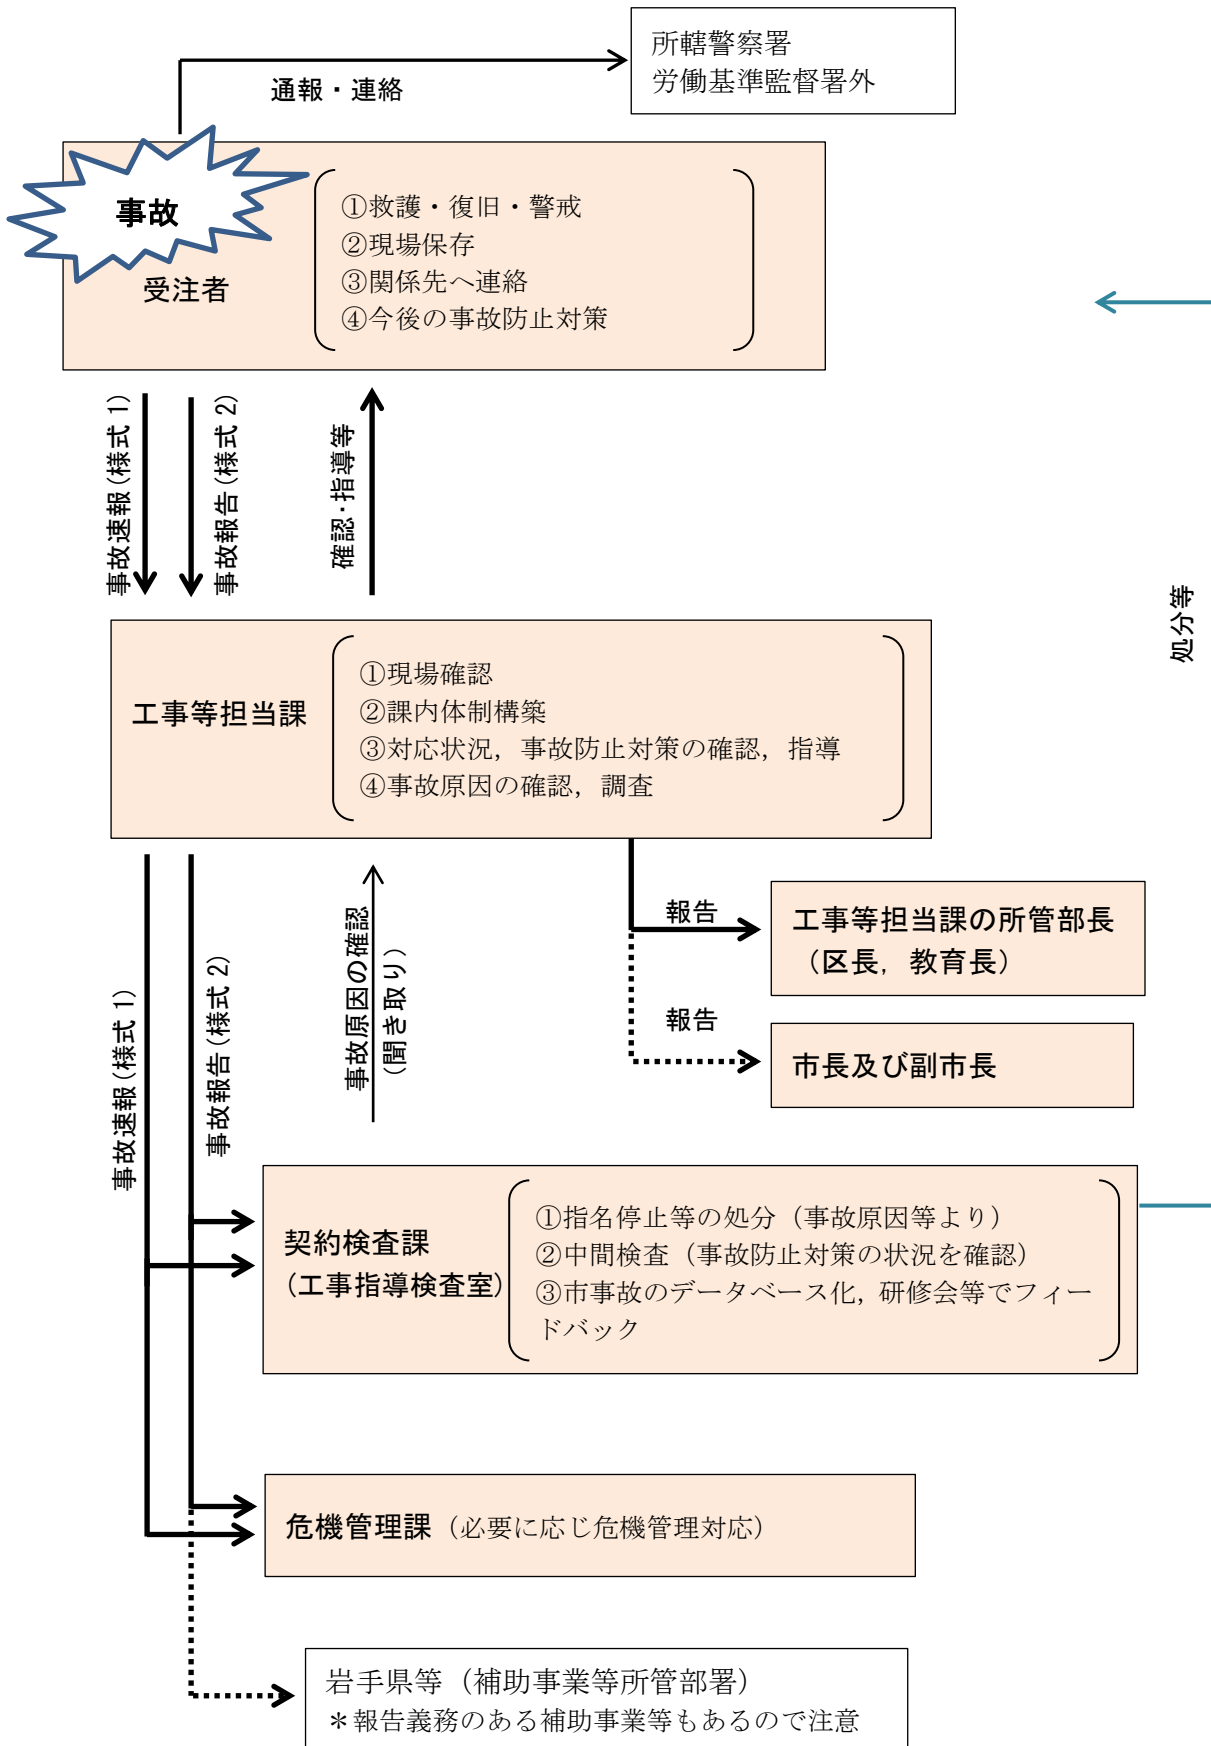 所轄警察署
労働基準監督署外
通報・連絡
事故
受注者
①救護・復旧・警戒
②現場保存
③関係先へ連絡
④今後の事故防止対策
事故速報(様式 1)
事故報告(様式 2)
確認・指導等
処分等
工事等担当課
①現場確認
②課内体制構築
③対応状況，事故防止対策の確認，指導
④事故原因の確認，調査
報告
工事等担当課の所管部長
（区長，教育長）
報告
市長及び副市長
事故速報(様式 1)
事故報告(様式 2)
事故原因の確認
(聞き取り)
契約検査課
（工事指導検査室）
①指名停止等の処分（事故原因等より）
②中間検査（事故防止対策の状況を確認）
③市事故のデータベース化，研修会等でフィー
ドバック
危機管理課（必要に応じ危機管理対応）
岩手県等（補助事業等所管部署）
＊報告義務のある補助事業等もあるので注意